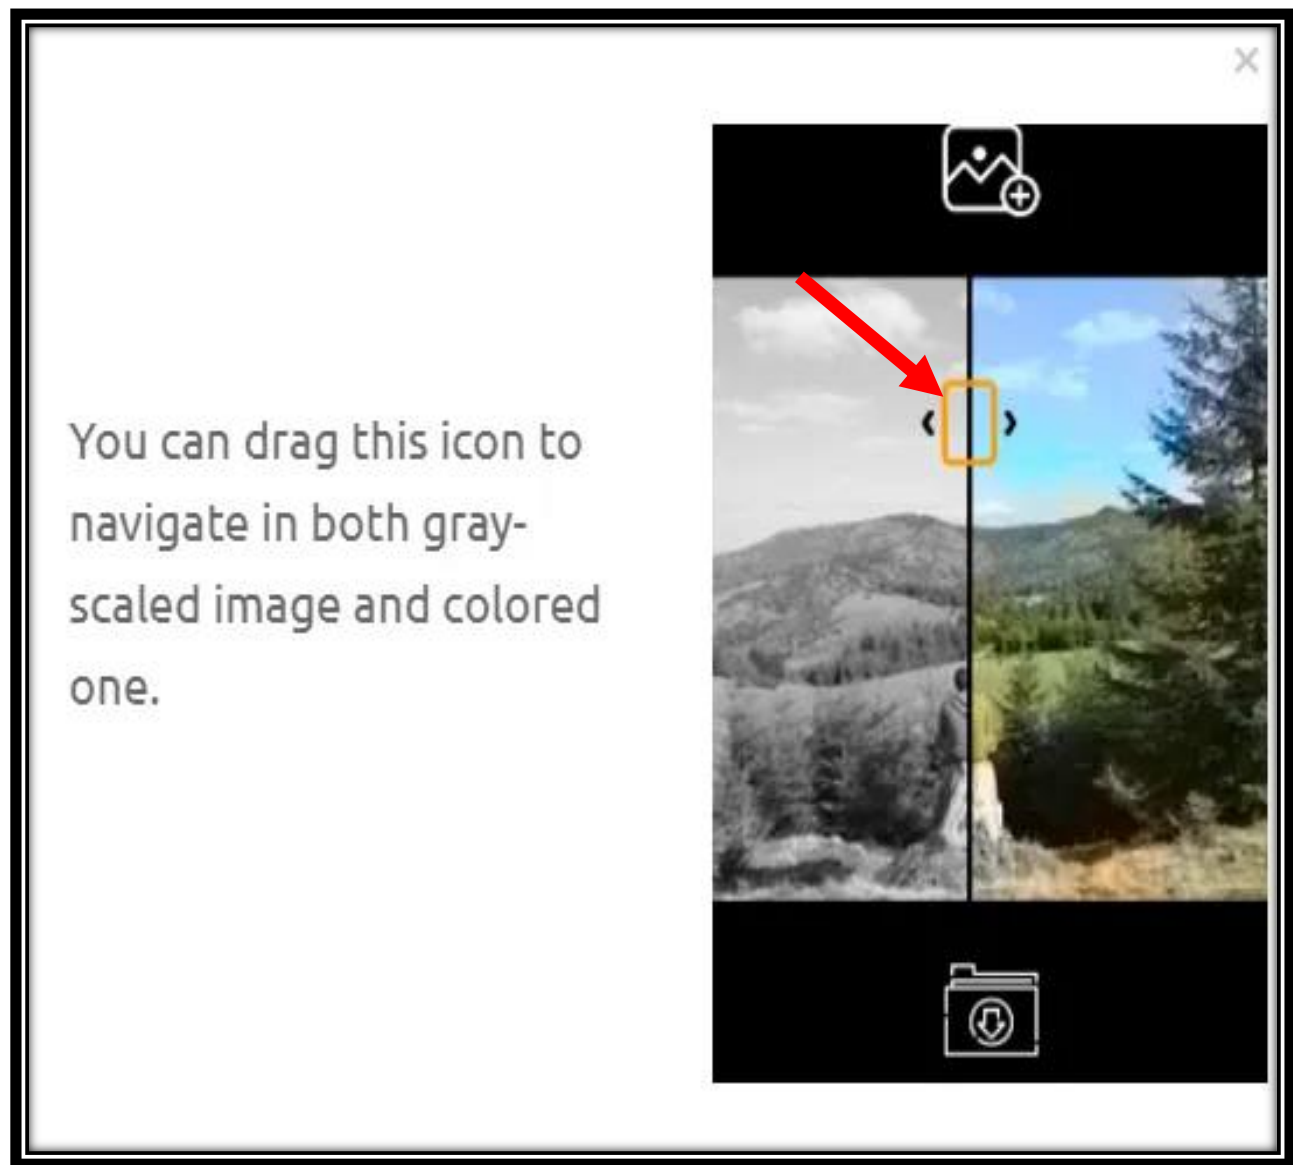 You can drag this icon to
navigate in both gray-
scaled image and colored
one.